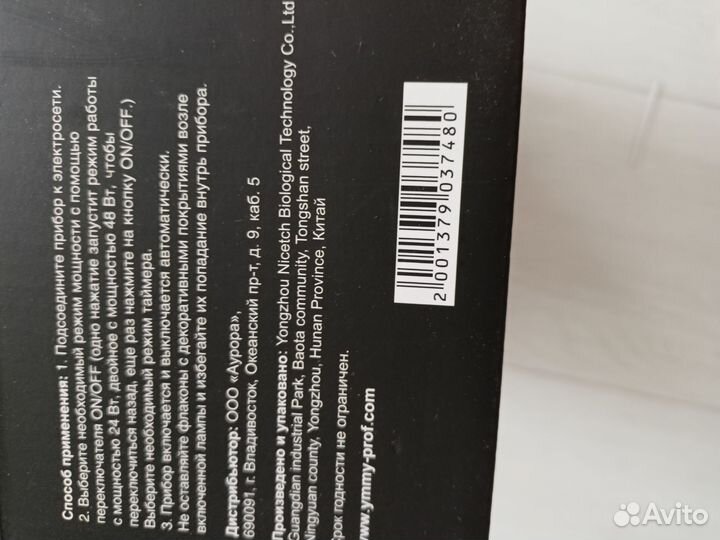 Способ применения: 1. Подсоедините прибор к электросети.
2. Выберите необходимый режим мощности с помощью
переключателя ON/OFF (одно нажатие запустит режим работы
с мощностью 24 Вт, двойное с мощностью 48 Вт, чтобы
переключиться назад, еще раз нажмите на кнопку ON/OFF.)
Выберите необходимый режим таймера.
3. Прибор включается и выключается автоматически.
Не оставляйте флаконы с декоративными покрытиями возле
включенной лампы и избегайте их попадание внутрь прибора.
Дистрибьютор: ООО «Аурора»,
690091, г. Владивосток, Океанский пр-т, д. 9, каб. 5
Произведено и упаковано: Yongzhou Nicetch Biological Technology Co.,Ltd
Guangdian industrial Park, Baota community, Tongshan street,
Ningyuan county, Yongzhou, Hunan Province, Китай
Срок годности не ограничен.
www.ymmy-prof.com
2 001379 037480
Avito